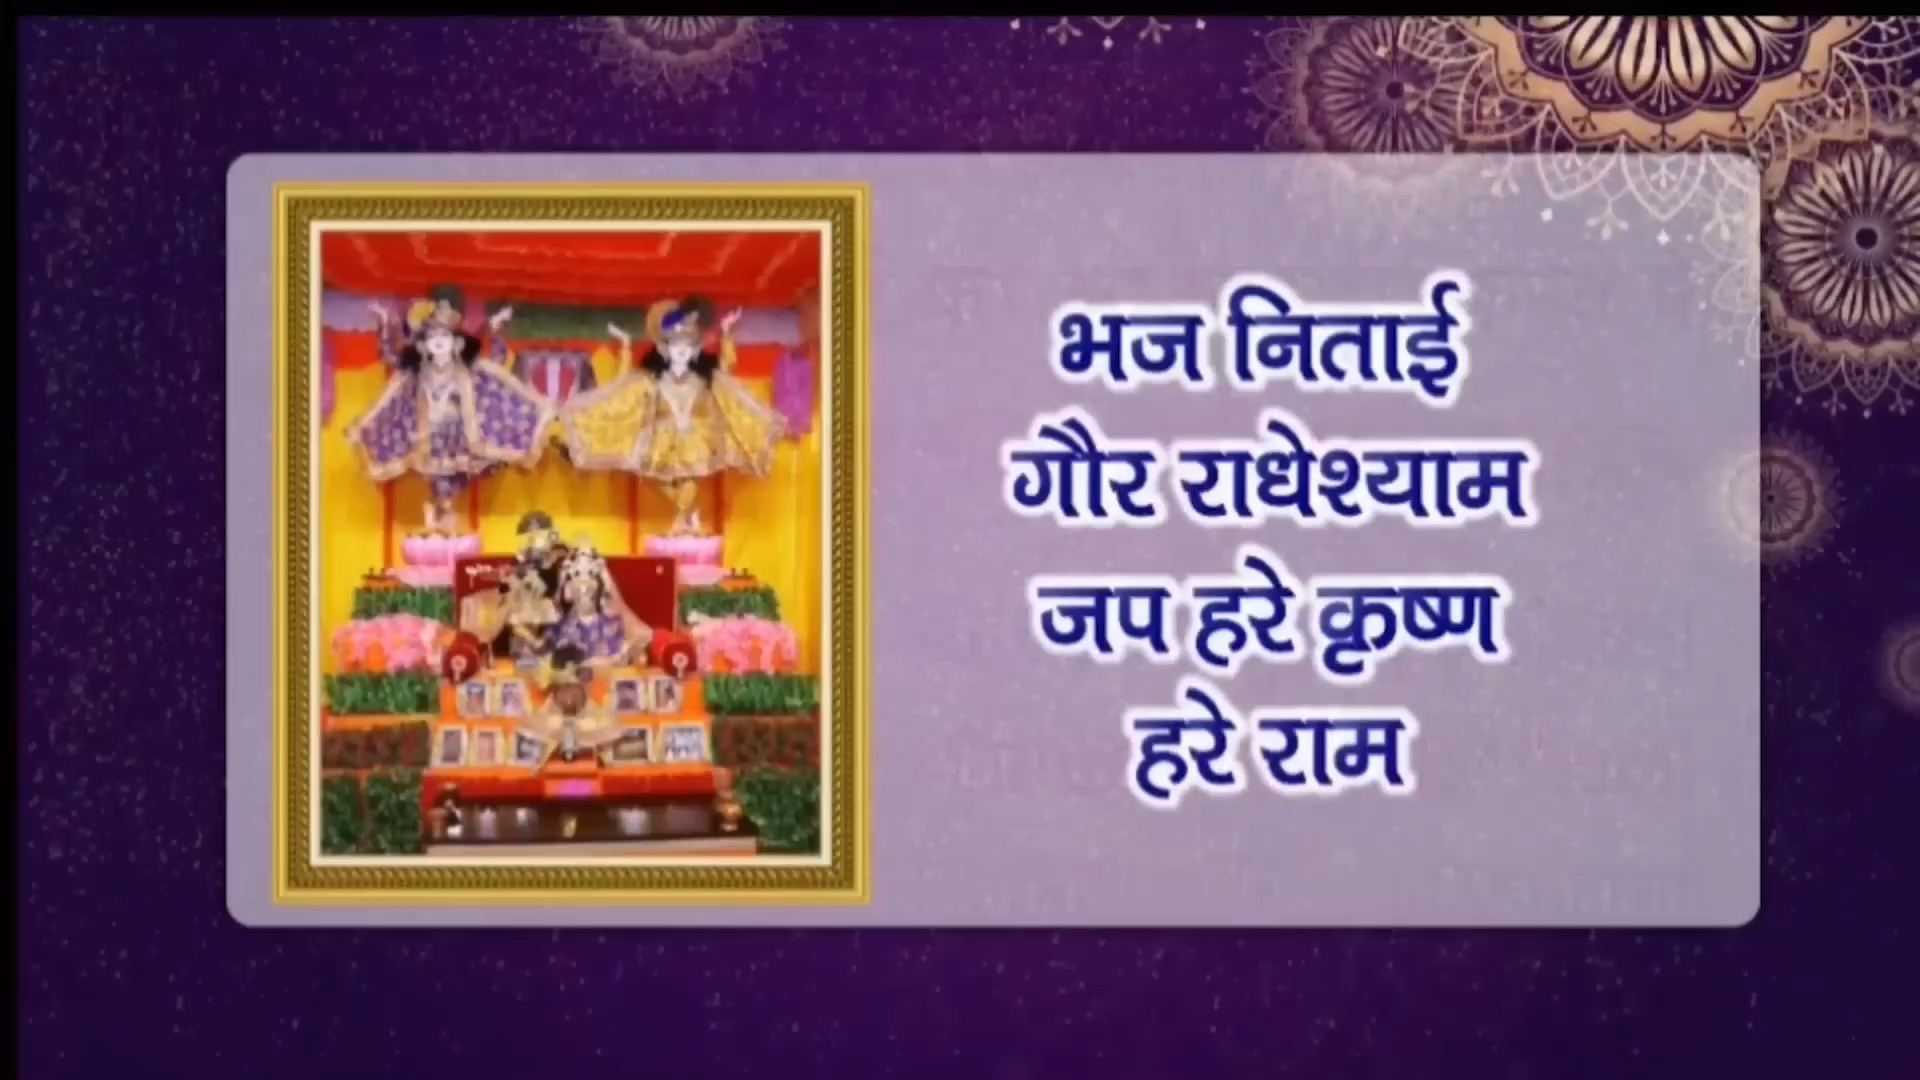 भज निताई
गौर राधेश्याम
जप हरे कृष्ण
हरे राम